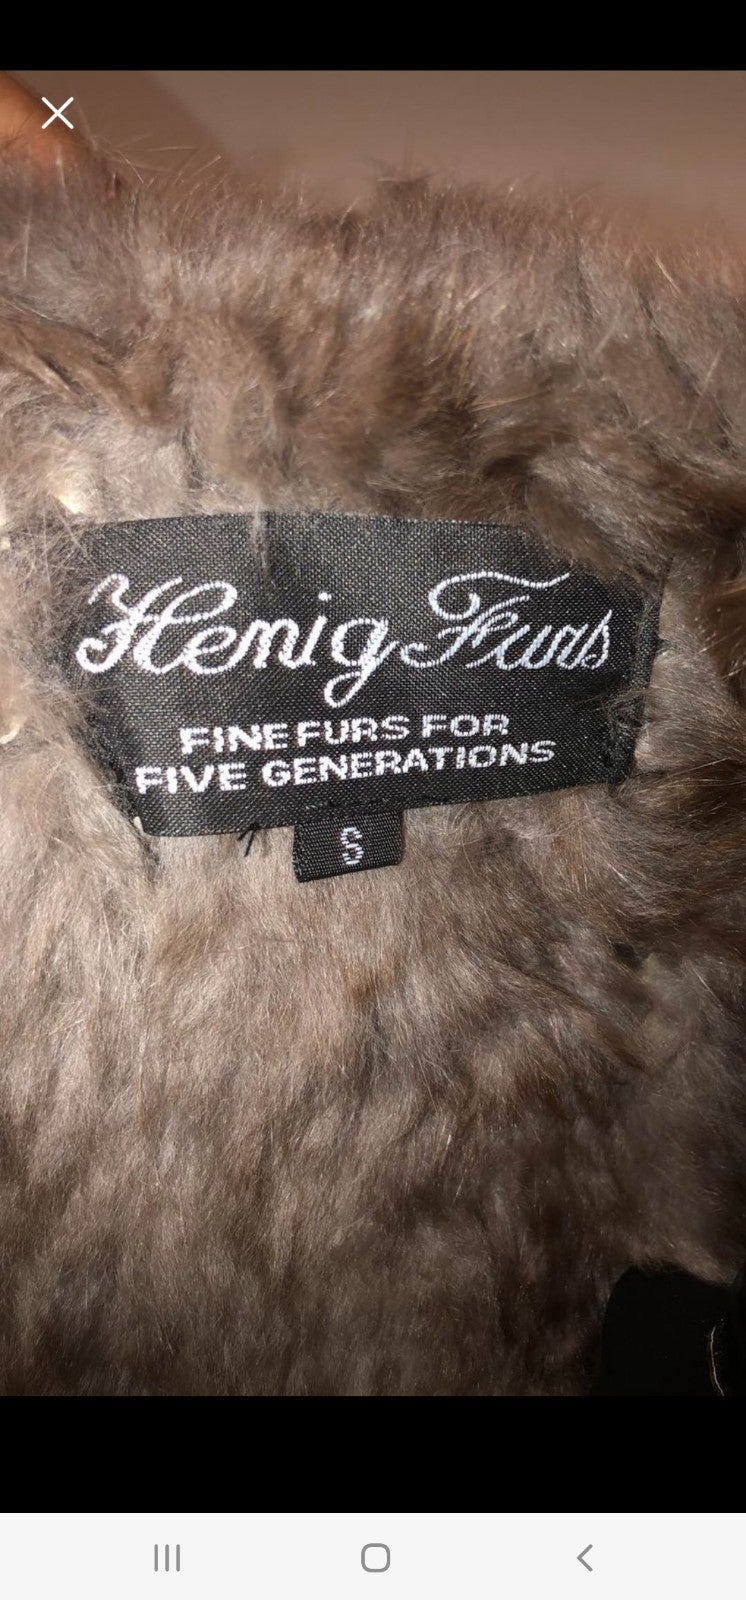 Henig Furs
FINE FURS FOR
FIVE GENERATIONS
S